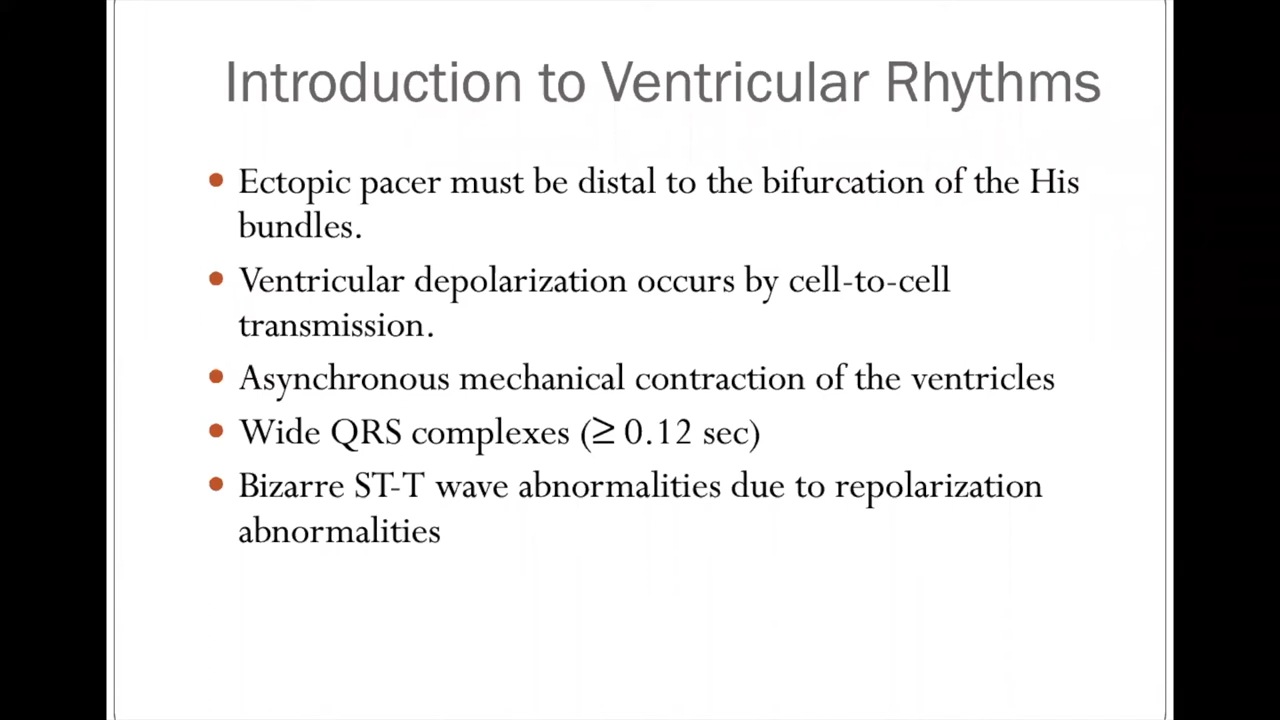 Introduction to Ventricular Rhythms
• Ectopic pacer must be distal to the bifurcation of the His
bundles.
• Ventricular depolarization occurs by cell-to-cell
transmission.
• Asynchronous mechanical contraction of the ventricles
• Wide QRS complexes (≥ 0.12 sec)
• Bizarre ST-T wave abnormalities due to repolarization
abnormalities